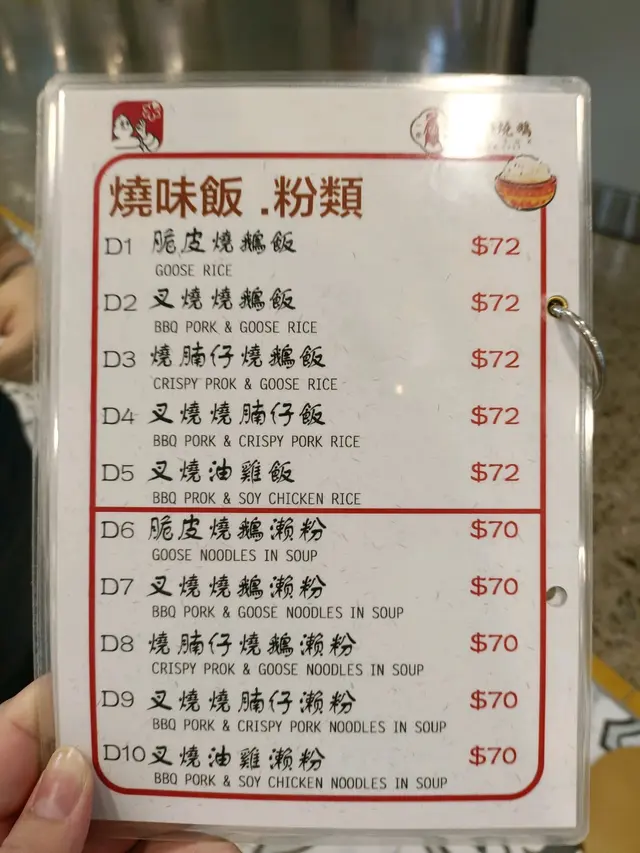 燒鵝
燒味飯.粉類
D1 脆皮燒鵝飯 $72
GOOSE RICE
D2 叉燒燒鵝飯 $72
BBQ PORK & GOOSE RICE
D3 燒腩仔燒鵝飯 $72
CRISPY PROK & GOOSE RICE
D4 叉燒燒腩仔飯 $72
BBQ PORK & CRISPY PORK RICE
D5 叉燒油雞飯 $72
BBQ PROK & SOY CHICKEN RICE
D6 脆皮燒鵝瀨粉 $70
GOOSE NOODLES IN SOUP
D7 叉燒燒鵝瀨粉 $70
BBQ PORK & GOOSE NOODLES IN SOUP
D8 燒腩仔燒鵝瀨粉 $70
CRISPY PROK & GOOSE NOODLES IN SOUP
D9 叉燒燒腩仔瀨粉 $70
BBQ PORK & CRISPY PORK NOODLES IN SOUP
D10 叉燒油雞瀨粉 $70
BBQ PORK & SOY CHICKEN NOODLES IN SOUP